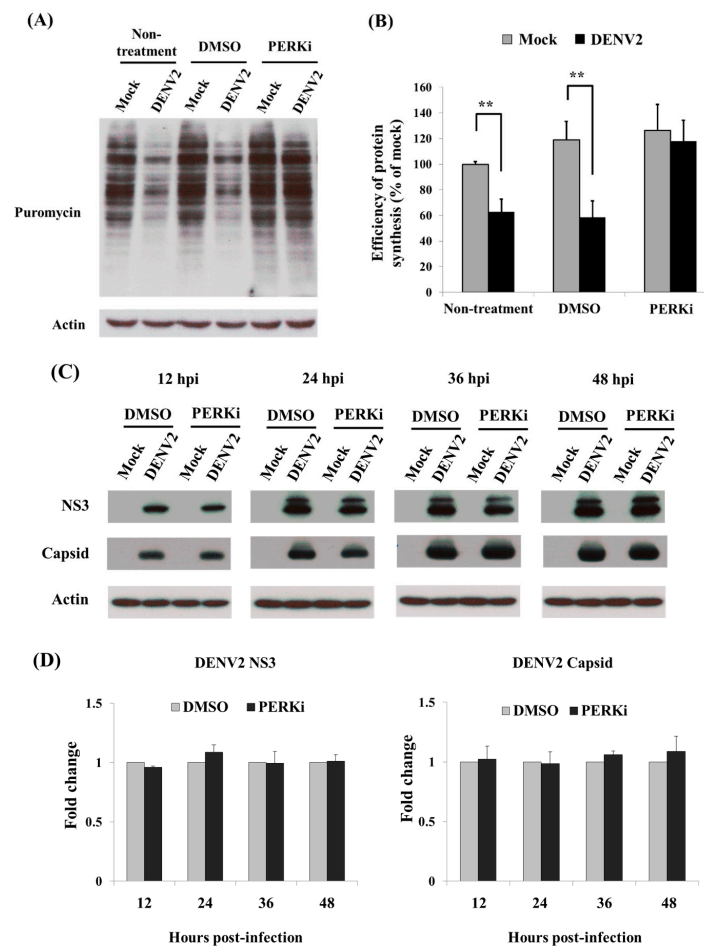 (A)
Non-
treatment
DMSO
PERKi
Mock
DENV2
Mock
DENV2
Mock
DENV2
Puromycin
Actin
(B)
Mock
DENV2
Efficiency of protein
synthesis (% of mock)
160
140
120
100
80
60
40
20
0
**
**
Non-treatment
DMSO
PERKi
(C)
12 hpi
24 hpi
36 hpi
48 hpi
DMSO
PERKi
DMSO
PERKi
DMSO
PERKi
DMSO
PERKi
Mock
DENV2
Mock
DENV2
Mock
DENV2
Mock
DENV2
Mock
DENV2
Mock
DENV2
Mock
DENV2
Mock
DENV2
NS3
Capsid
Actin
(D)
DENV2 NS3
DMSO
PERKi
Fold change
1.5
1
0.5
0
12
24
36
48
Hours post-infection
DENV2 Capsid
DMSO
PERKi
Fold change
1.5
1
0.5
0
12
24
36
48
Hours post-infection